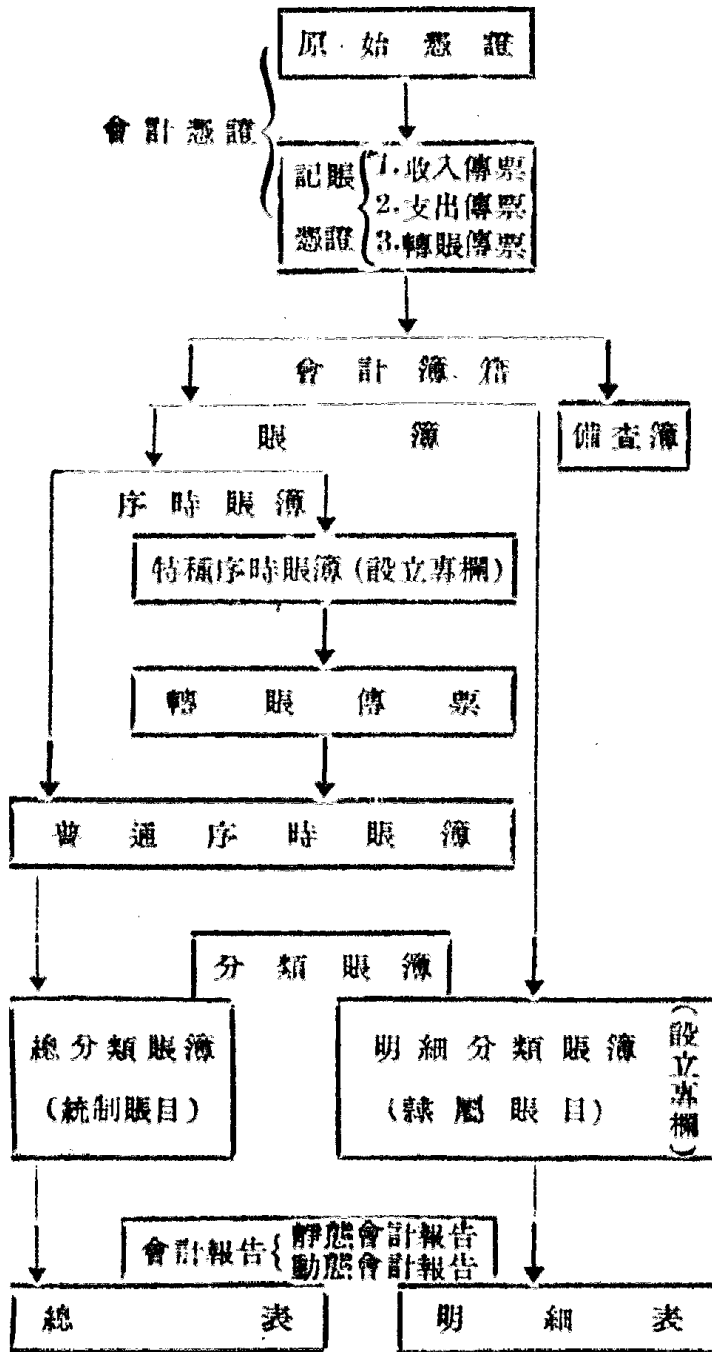 原始憑證
會計憑證
記賬憑證
1.收入傳票
2.支出傳票
3.轉賬傳票
會計簿籍
賬簿
備查簿
序時賬簿
特種序時賬簿(設立專欄)
轉賬傳票
普通序時賬簿
分類賬簿
總分類賬簿
(統制賬目)
明細分類賬簿
(隸屬賬目)
(設立專欄)
會計報告
靜態會計報告
動態會計報告
總表
明細表